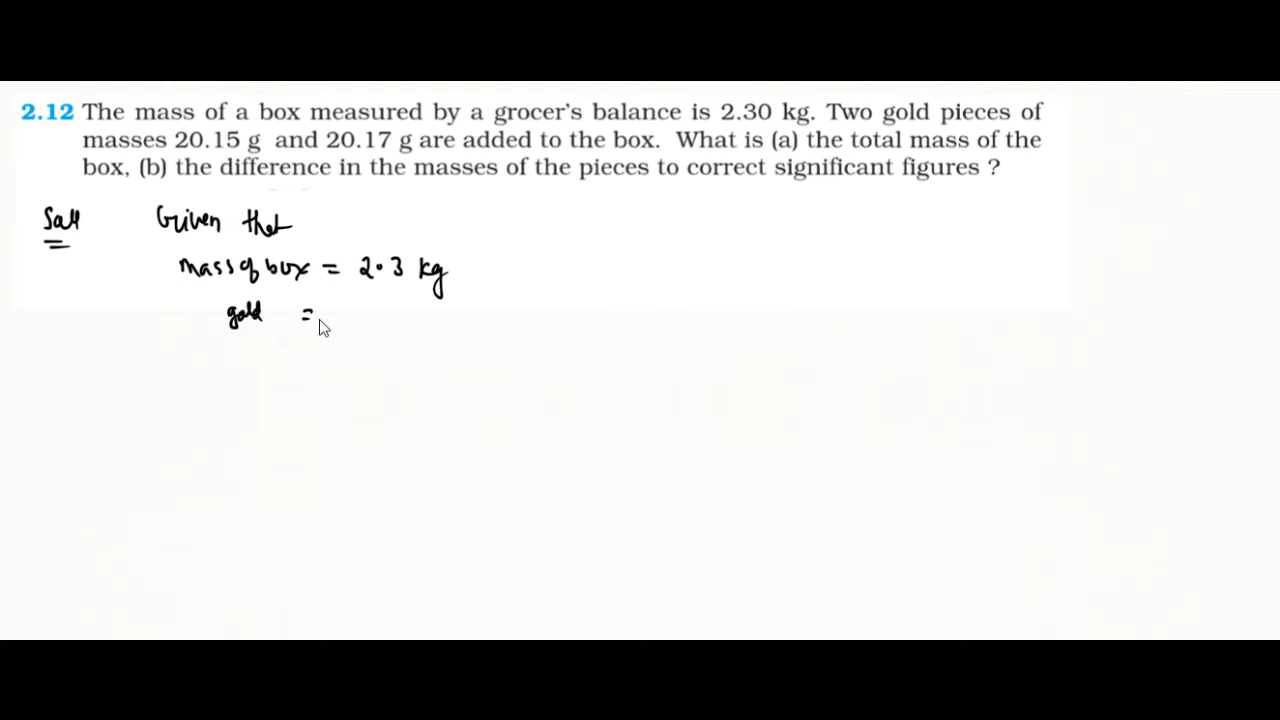 2.12 The mass of a box measured by a grocer's balance is 2.30 kg. Two gold pieces of
masses 20.15 g and 20.17 g are added to the box. What is (a) the total mass of the
box, (b) the difference in the masses of the pieces to correct significant figures ?
Given that
mass of box = 2.3 kg
gold =